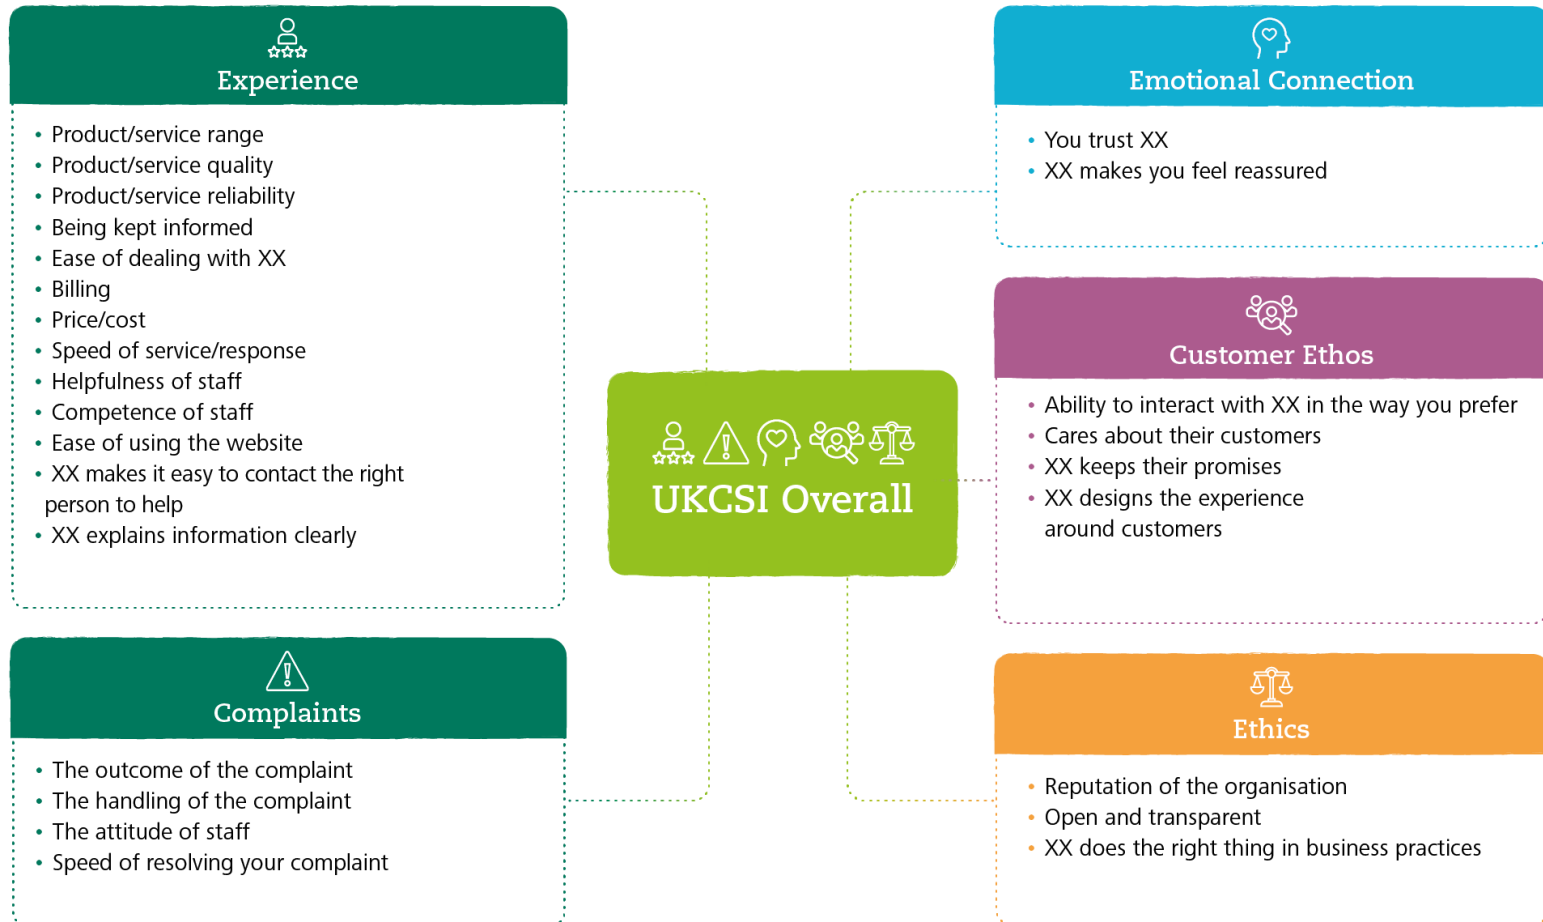 Experience
• Product/service range
• Product/service quality
• Product/service reliability
• Being kept informed
• Ease of dealing with XX
• Billing
• Price/cost
• Speed of service/response
• Helpfulness of staff
• Competence of staff
• Ease of using the website
• XX makes it easy to contact the right
person to help
• XX explains information clearly
Complaints
• The outcome of the complaint
• The handling of the complaint
• The attitude of staff
• Speed of resolving your complaint
UKCSI Overall
Emotional Connection
• You trust XX
• XX makes you feel reassured
Customer Ethos
• Ability to interact with XX in the way you prefer
• Cares about their customers
• XX keeps their promises
• XX designs the experience
around customers
Ethics
• Reputation of the organisation
• Open and transparent
• XX does the right thing in business practices